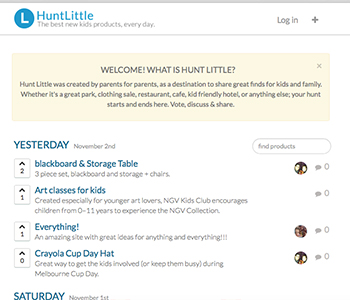 L HuntLittle
The best new kids products, every day.
Log in +
WELCOME! WHAT IS HUNT LITTLE? ×
Hunt Little was created by parents for parents, as a destination to share great finds for kids and family.
Whether it's a great park, clothing sale, restaurant, cafe, kid friendly hotel, or anything else; your hunt
starts and ends here. Vote, discuss & share.
YESTERDAY November 2nd
find products
2 blackboard & Storage Table 0
3 piece set, blackboard and storage + chairs.
1 Art classes for kids 0
Created especially for younger art lovers, NGV Kids Club encourages
children from 0–11 years to experience the NGV Collection.
1 Everything! 0
An amazing site with great ideas for anything and everything!!!
0 Crayola Cup Day Hat 0
Great way to get the kids involved (or keep them busy) during
Melbourne Cup Day.
SATURDAY November 1st